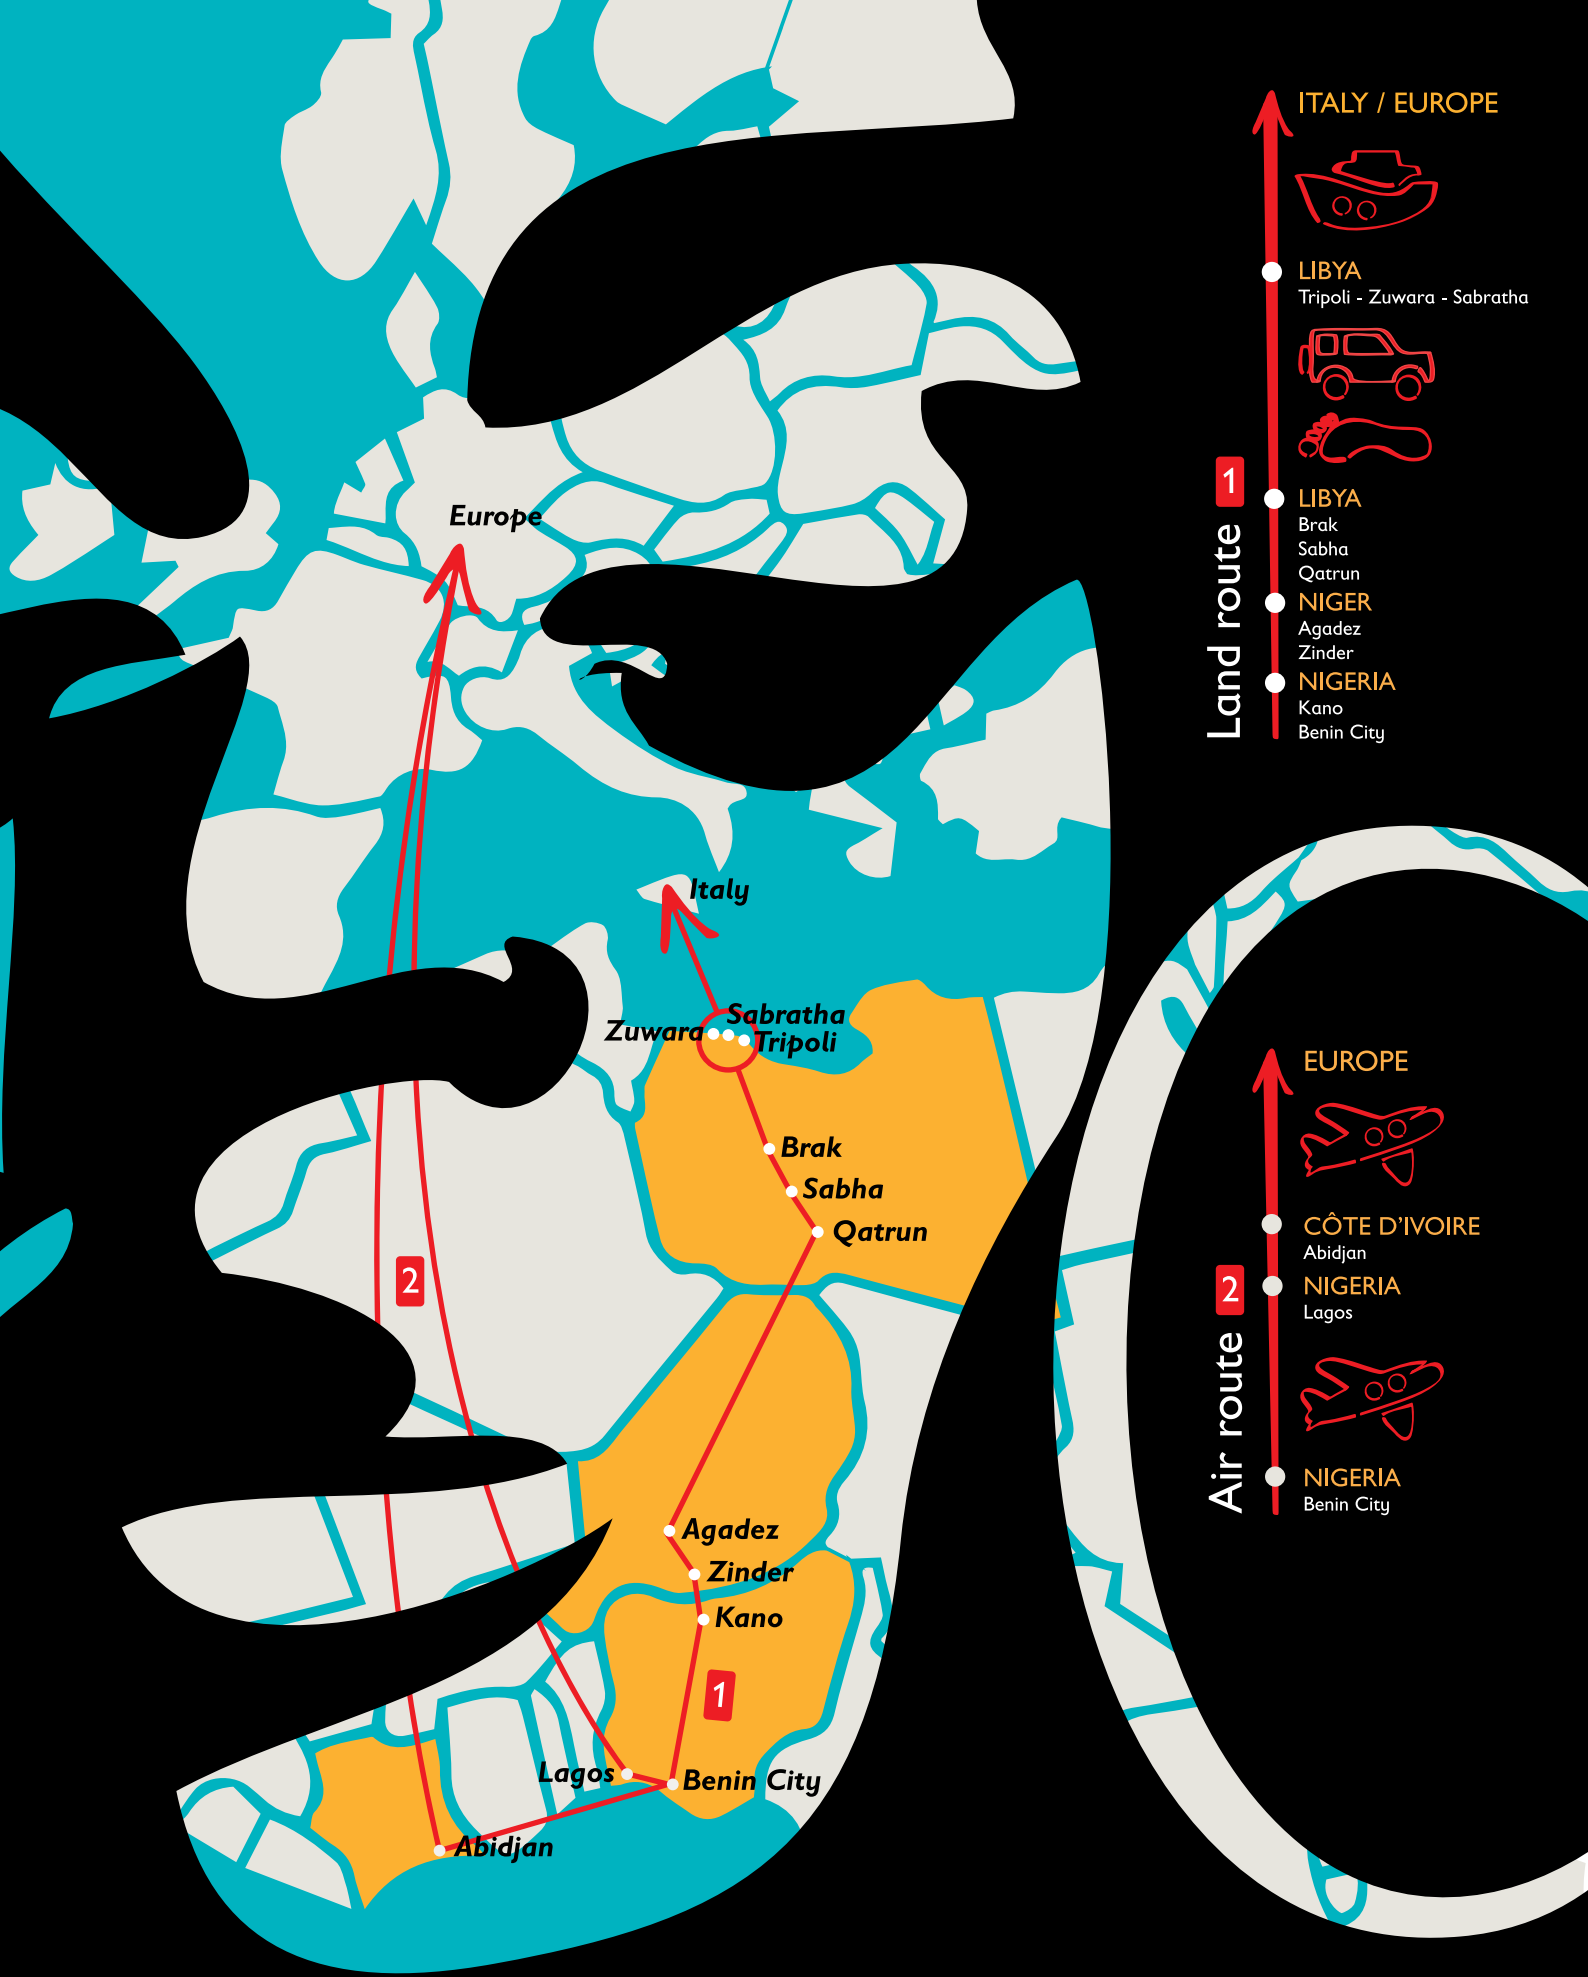 Europe
Italy
Sabratha
Zuwara
Tripoli
Brak
Sabha
Qatrun
2
Agadez
Zinder
Kano
1
Lagos
Benin City
Abidjan
1
Land route
ITALY / EUROPE
LIBYA
Tripoli - Zuwara - Sabratha
LIBYA
Brak
Sabha
Qatrun
NIGER
Agadez
Zinder
NIGERIA
Kano
Benin City
2
Air route
EUROPE
CÔTE D'IVOIRE
Abidjan
NIGERIA
Lagos
NIGERIA
Benin City